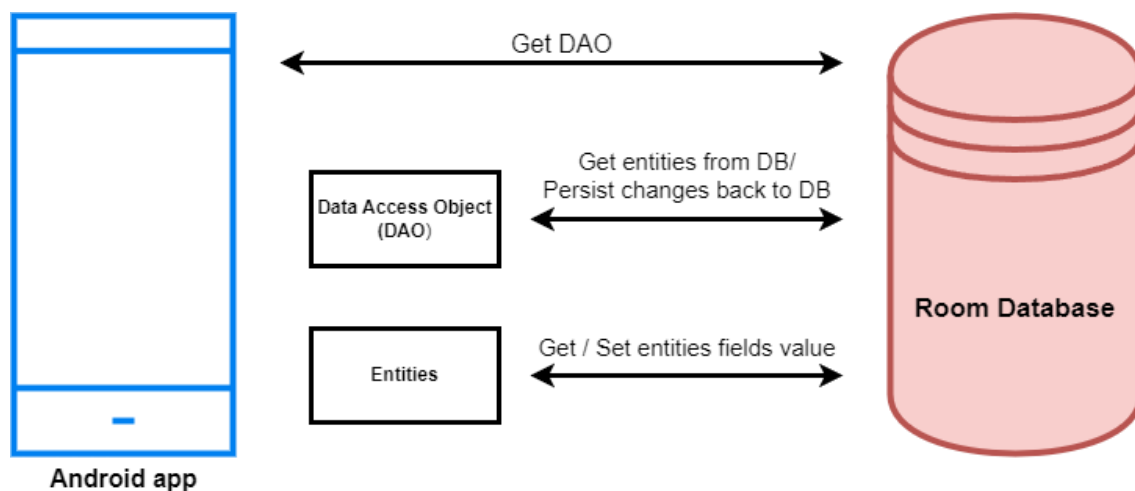 Get DAO
Get entities from DB/
Persist changes back to DB
Data Access Object
(DAO)
Room Database
Get / Set entities fields value
Entities
Android app